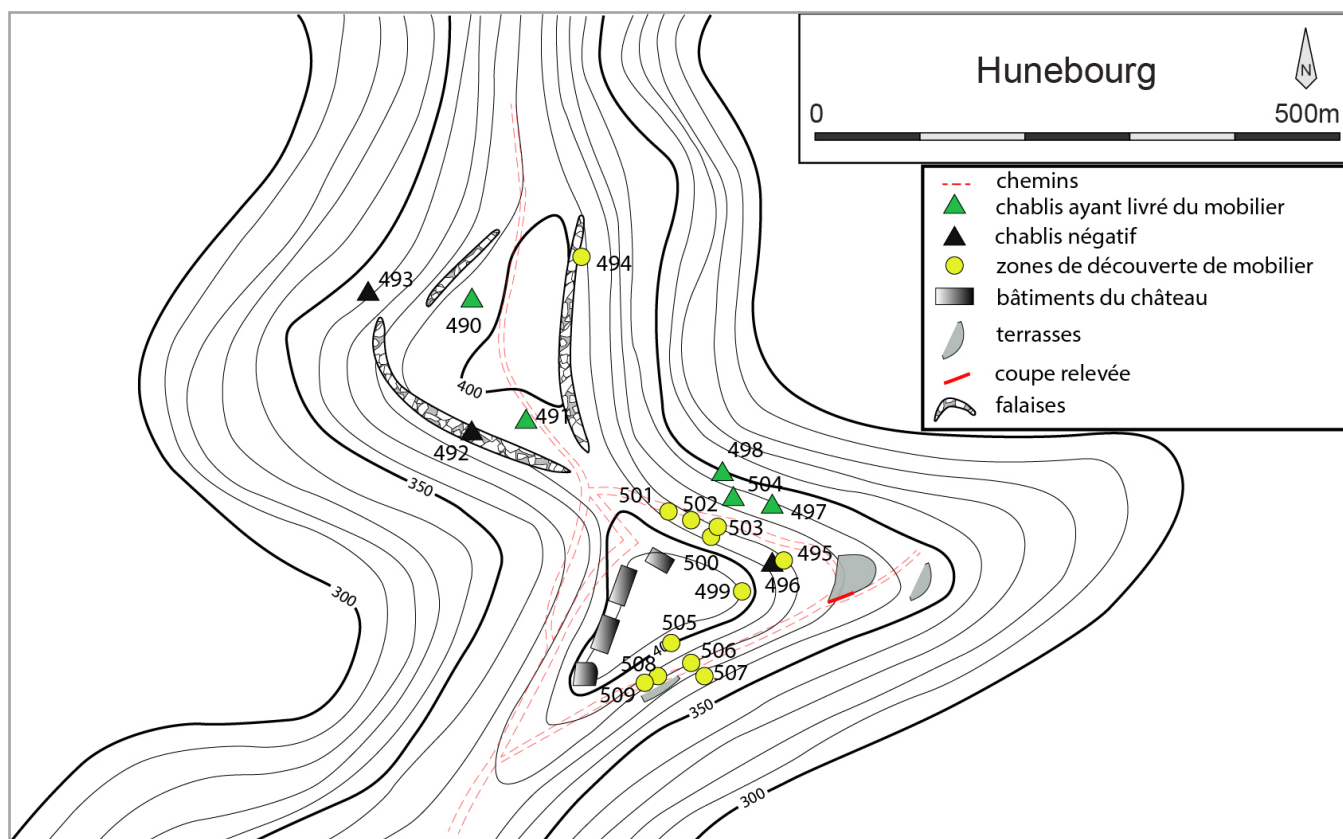 Hunebourg
N
0 500m
chemins
chablis ayant livré du mobilier
chablis négatif
zones de découverte de mobilier
bâtiments du château
terrasses
coupe relevée
falaises
494
493
490
400
491
492
498
350
504
501 502
497
503
495
500
496
499
300
505
506
508
507
509
350
300